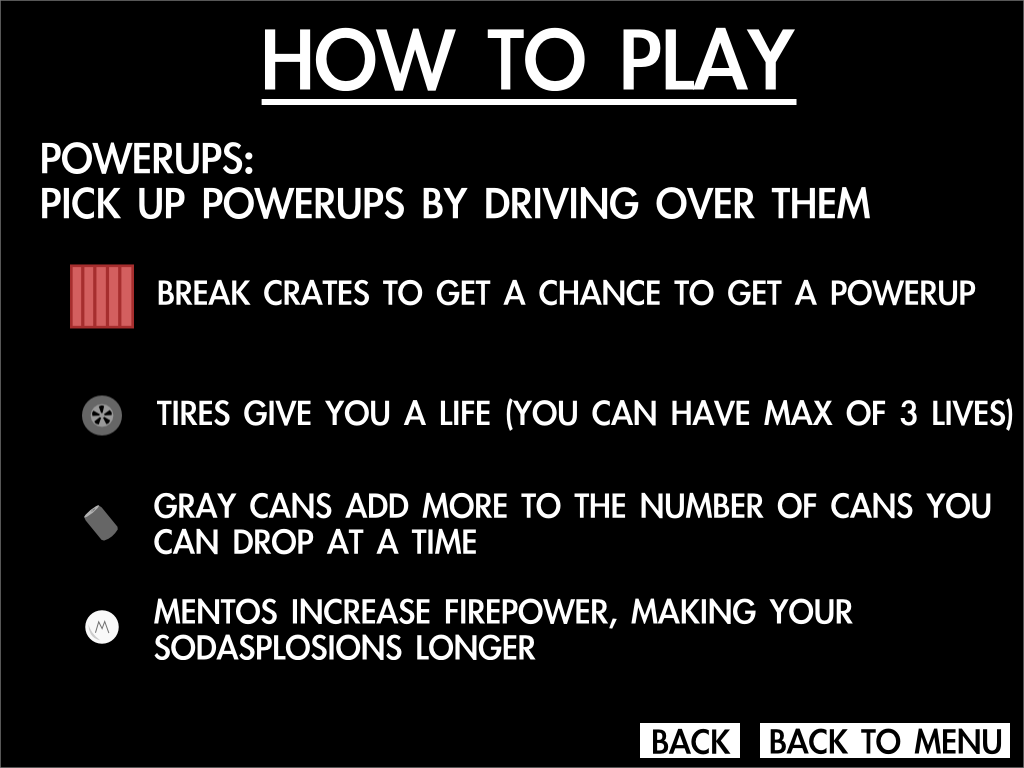 HOW TO PLAY
POWERUPS:
PICK UP POWERUPS BY DRIVING OVER THEM
BREAK CRATES TO GET A CHANCE TO GET A POWERUP
TIRES GIVE YOU A LIFE (YOU CAN HAVE MAX OF 3 LIVES)
GRAY CANS ADD MORE TO THE NUMBER OF CANS YOU
CAN DROP AT A TIME
M
MENTOS INCREASE FIREPOWER, MAKING YOUR
SODASPLOSIONS LONGER
BACK
BACK TO MENU